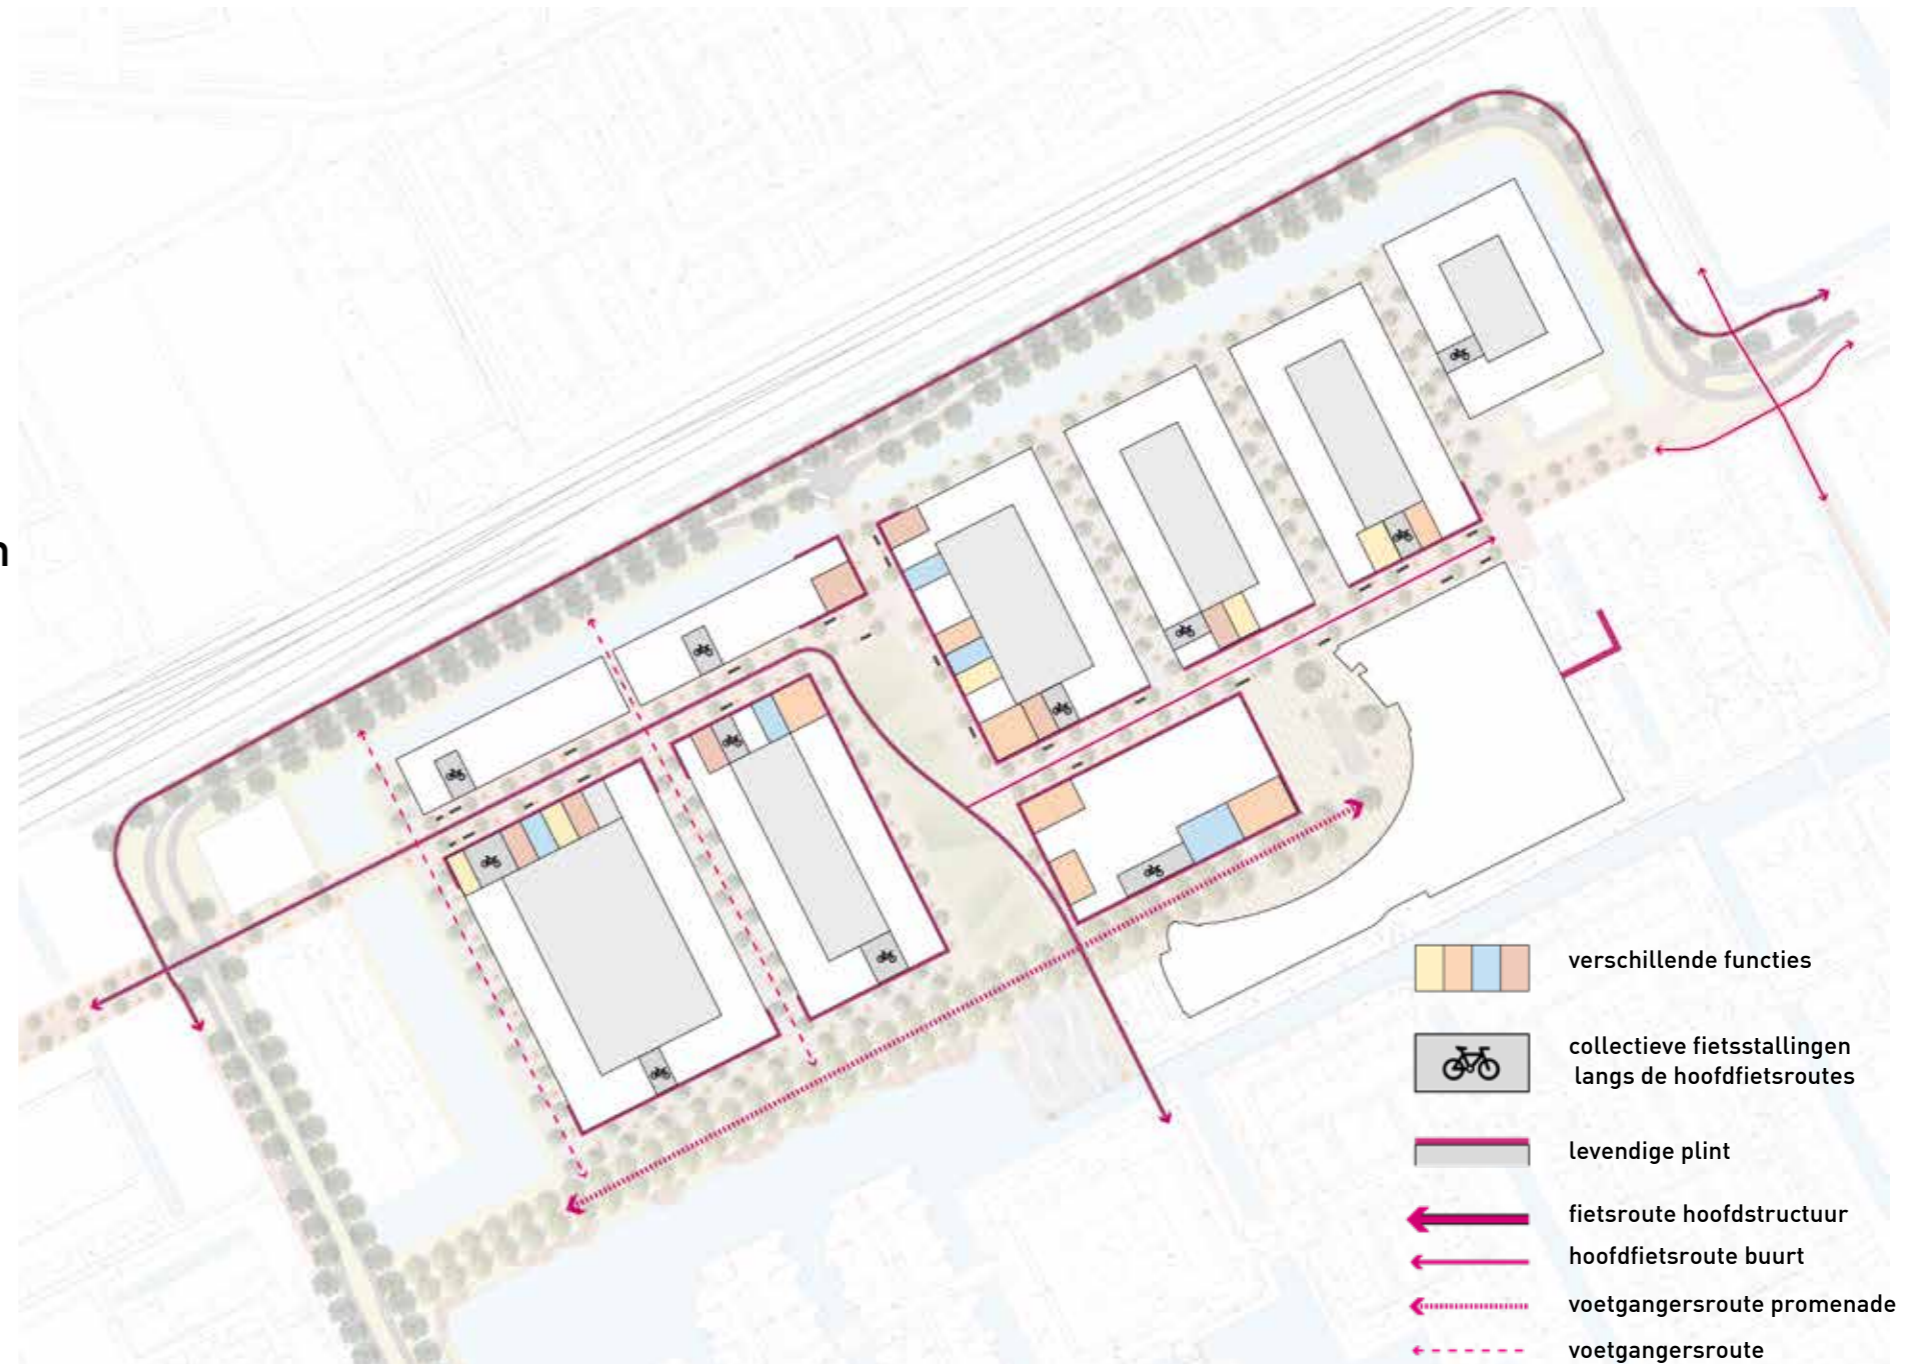 n
verschillende functies
collectieve fietsstallingen
langs de hoofdfietsroutes
levendige plint
fietsroute hoofdstructuur
hoofdfietsroute buurt
voetgangersroute promenade
voetgangersroute